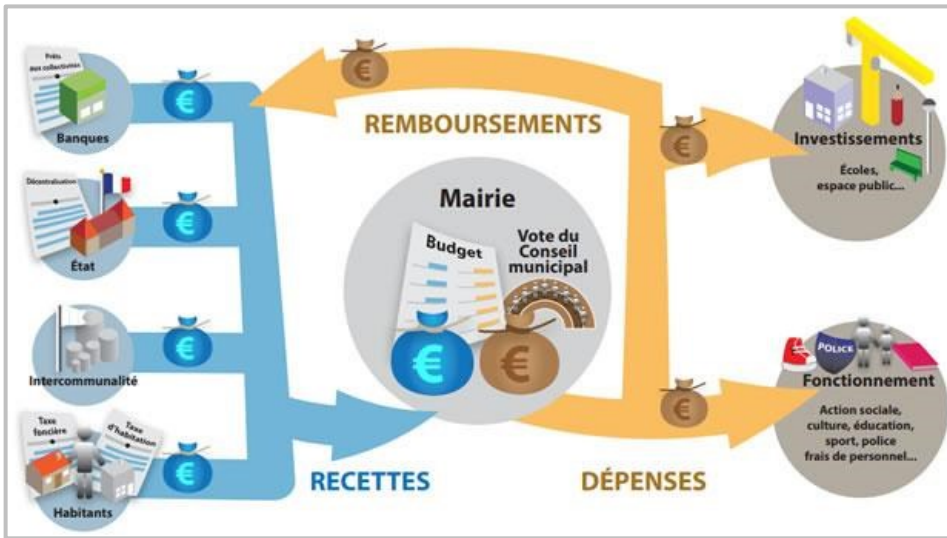 Prêts
aux collectivités
Banques
Décentralisation
État
Intercommunalité
Taxe
foncière
Taxe
d'habitation
Habitants
RECETTES
REMBOURSEMENTS
Mairie
Budget
Vote du
Conseil
municipal
€
€
DÉPENSES
Investissements
Écoles,
espace public...
POLICE
Fonctionnement
Action sociale,
culture, éducation,
sport, police
frais de personnel...